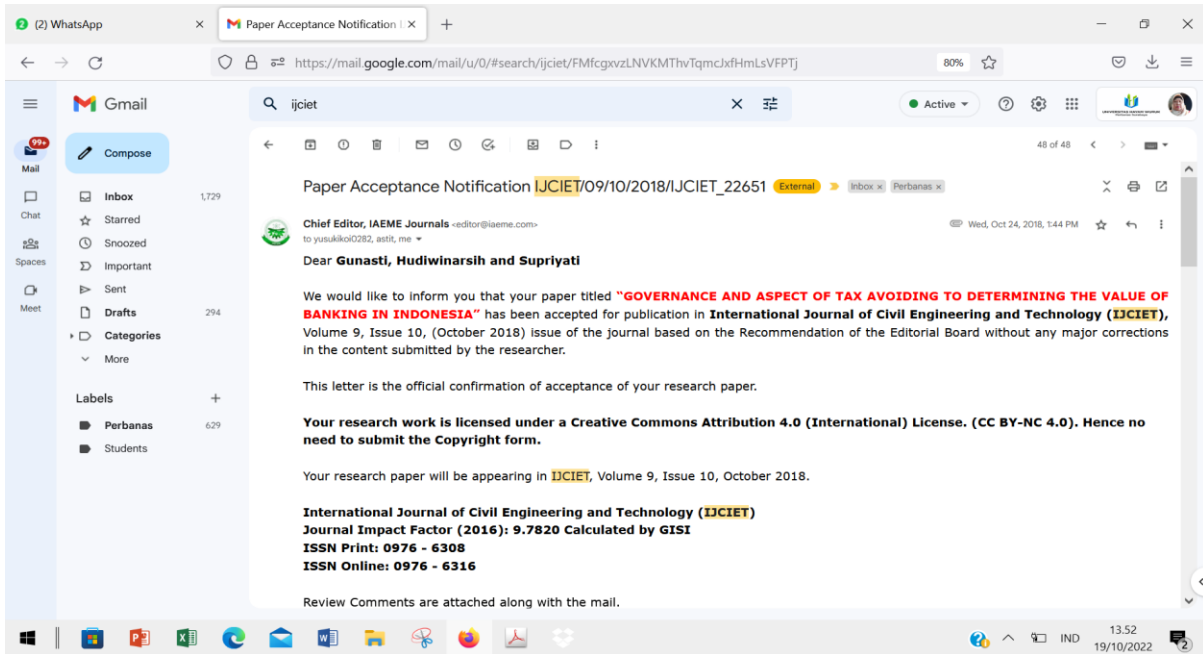 (2) WhatsApp
Paper Acceptance Notification I
https://mail.google.com/mail/u/0/#search/ijciet/FMfcgxvzLNVKMThvTqmcJxfHmLsVFPTj
80%
Gmail
ijciet
Active
99+
Mail
Compose
48 of 48
Inbox 1,729
Chat
Starred
Snoozed
Spaces
Important
Sent
Meet
Drafts 294
Categories
More
Labels
Perbanas 629
Students
Paper Acceptance Notification IJCIET/09/10/2018/IJCIET_22651 External Inbox x Perbanas x
Chief Editor, IAEME Journals <editor@iaeme.com> Wed, Oct 24, 2018, 1:44 PM
to yusukikoi0282, astit, me
Dear Gunasti, Hudiwinarsih and Supriyati
We would like to inform you that your paper titled "GOVERNANCE AND ASPECT OF TAX AVOIDING TO DETERMINING THE VALUE OF
BANKING IN INDONESIA" has been accepted for publication in International Journal of Civil Engineering and Technology (IJCIET),
Volume 9, Issue 10, (October 2018) issue of the journal based on the Recommendation of the Editorial Board without any major corrections
in the content submitted by the researcher.
This letter is the official confirmation of acceptance of your research paper.
Your research work is licensed under a Creative Commons Attribution 4.0 (International) License. (CC BY-NC 4.0). Hence no
need to submit the Copyright form.
Your research paper will be appearing in IJCIET, Volume 9, Issue 10, October 2018.
International Journal of Civil Engineering and Technology (IJCIET)
Journal Impact Factor (2016): 9.7820 Calculated by GISI
ISSN Print: 0976 - 6308
ISSN Online: 0976 - 6316
Review Comments are attached along with the mail.
IND
13.52
19/10/2022
2